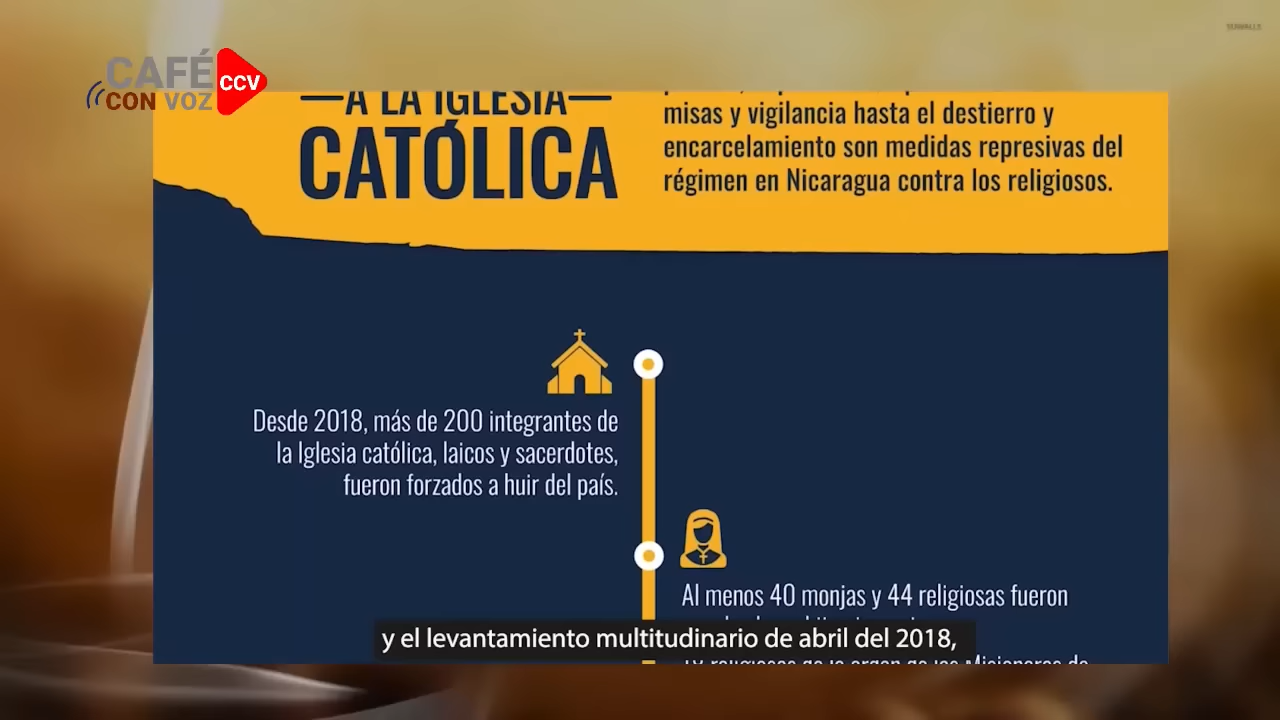 CAFÉ
CON VOZ
CCV
A LA IGLESIA
CATÓLICA
misas y vigilancia hasta el destierro y
encarcelamiento son medidas represivas del
régimen en Nicaragua contra los religiosos.
Desde 2018, más de 200 integrantes de
la Iglesia católica, laicos y sacerdotes,
fueron forzados a huir del país.
Al menos 40 monjas y 44 religiosas fueron
y el levantamiento multitudinario de abril del 2018,